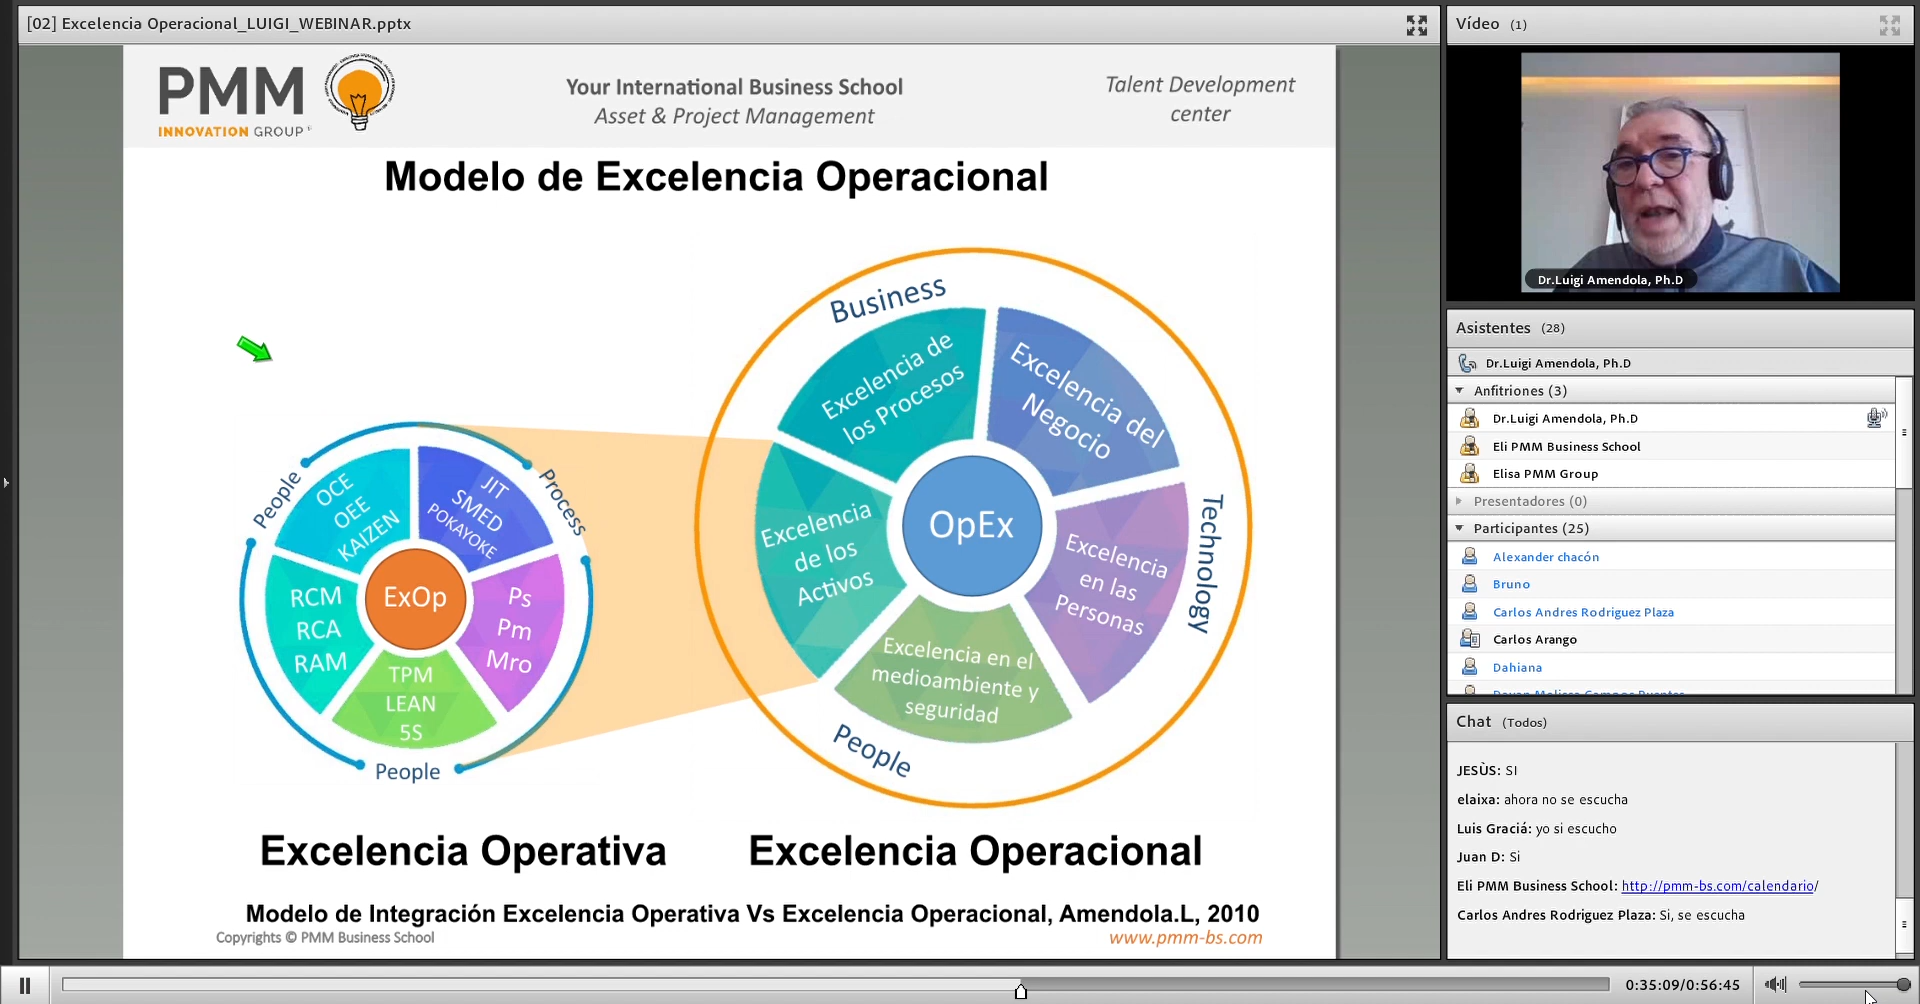 [02] Excelencia Operacional_LUIGI_WEBINAR.pptx
PMM
INNOVATION GROUP
Your International Business School
Asset & Project Management
Talent Development
center
Modelo de Excelencia Operacional
People
Process
People
OCE
OEE
KAIZEN
JIT
SMED
POKAYOKE
RCM
RCA
RAM
ExOp
Ps
Pm
Mro
TPM
LEAN
5S
Business
Technology
People
Excelencia de
los Procesos
Excelencia del
Negocio
Excelencia
de los
Activos
OpEx
Excelencia
en las
Personas
Excelencia en el
medioambiente y
seguridad
Excelencia Operativa
Excelencia Operacional
Modelo de Integración Excelencia Operativa Vs Excelencia Operacional, Amendola.L, 2010
Copyrights © PMM Business School
www.pmm-bs.com
Vídeo (1)
Dr.Luigi Amendola, Ph.D
Asistentes (28)
Dr.Luigi Amendola, Ph.D
Anfitriones (3)
Dr.Luigi Amendola, Ph.D
Eli PMM Business School
Elisa PMM Group
Presentadores (0)
Participantes (25)
Alexander chacón
Bruno
Carlos Andres Rodriguez Plaza
Carlos Arango
Dahiana
Chat (Todos)
JESÙS: SI
elaixa: ahora no se escucha
Luis Graciá: yo si escucho
Juan D: Si
Eli PMM Business School: http://pmm-bs.com/calendario/
Carlos Andres Rodriguez Plaza: Si, se escucha
0:35:09/0:56:45